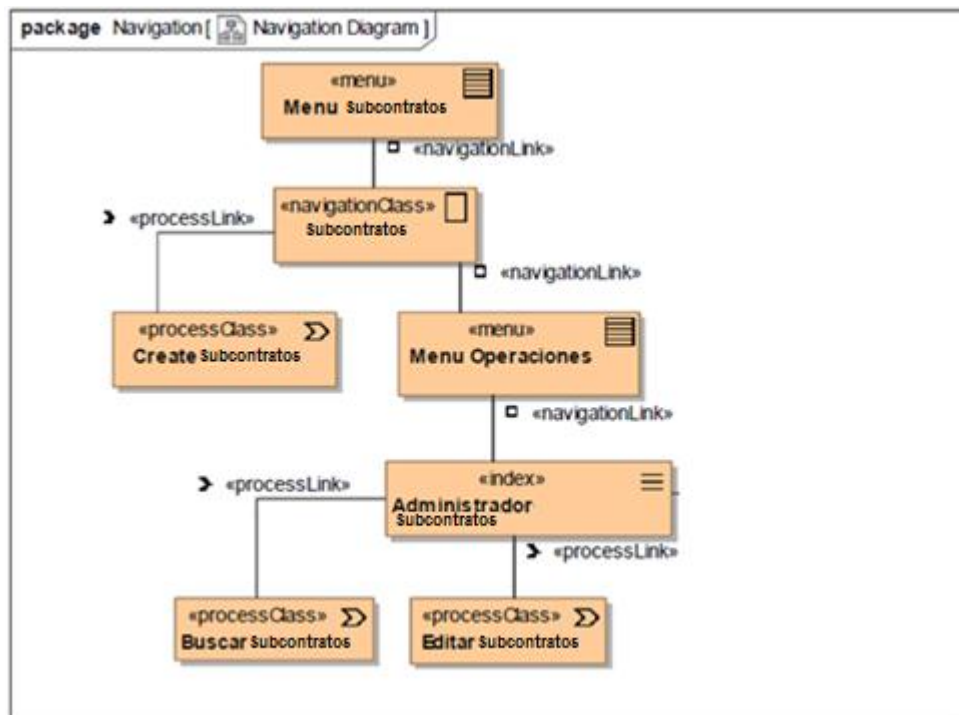 package Navigation [ Navigation Diagram ]
«menu»
Menu Subcontratos
«navigationLink»
«navigationClass»
Subcontratos
«processLink»
«navigationLink»
«processClass»
Create Subcontratos
«menu»
Menu Operaciones
«navigationLink»
«index»
Administrador
Subcontratos
«processLink»
«processLink»
«processClass»
Buscar Subcontratos
«processClass»
Editar Subcontratos